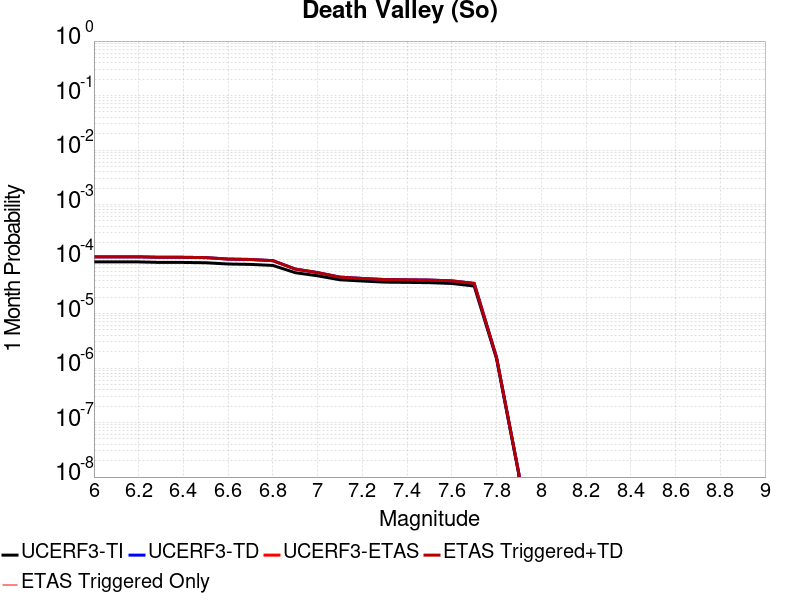 Death Valley (So)
10^0
10^-1
10^-2
10^-3
10^-4
10^-5
10^-6
10^-7
10^-8
1 Month Probability
6 6.2 6.4 6.6 6.8 7 7.2 7.4 7.6 7.8 8 8.2 8.4 8.6 8.8 9
Magnitude
UCERF3-TI UCERF3-TD UCERF3-ETAS ETAS Triggered+TD
ETAS Triggered Only